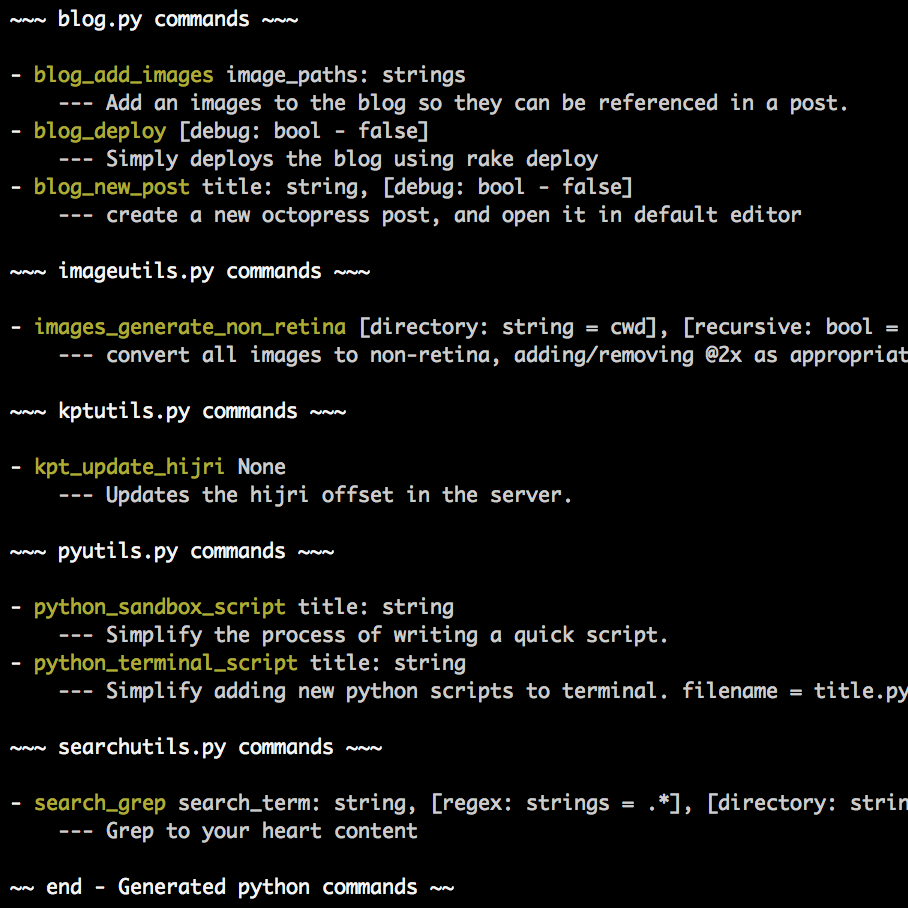 ~~~ blog.py commands ~~~
- blog_add_images image_paths: strings
--- Add an images to the blog so they can be referenced in a post.
- blog_deploy [debug: bool - false]
--- Simply deploys the blog using rake deploy
- blog_new_post title: string, [debug: bool - false]
--- create a new octopress post, and open it in default editor
~~~ imageutils.py commands ~~~
- images_generate_non_retina [directory: string = cwd], [recursive: bool =
--- convert all images to non-retina, adding/removing @2x as appropriat
~~~ kptutils.py commands ~~~
- kpt_update_hijri None
--- Updates the hijri offset in the server.
~~~ pyutils.py commands ~~~
- python_sandbox_script title: string
--- Simplify the process of writing a quick script.
- python_terminal_script title: string
--- Simplify adding new python scripts to terminal. filename = title.py
~~~ searchutils.py commands ~~~
- search_grep search_term: string, [regex: strings = .*], [directory: strin
--- Grep to your heart content
~~ end - Generated python commands ~~